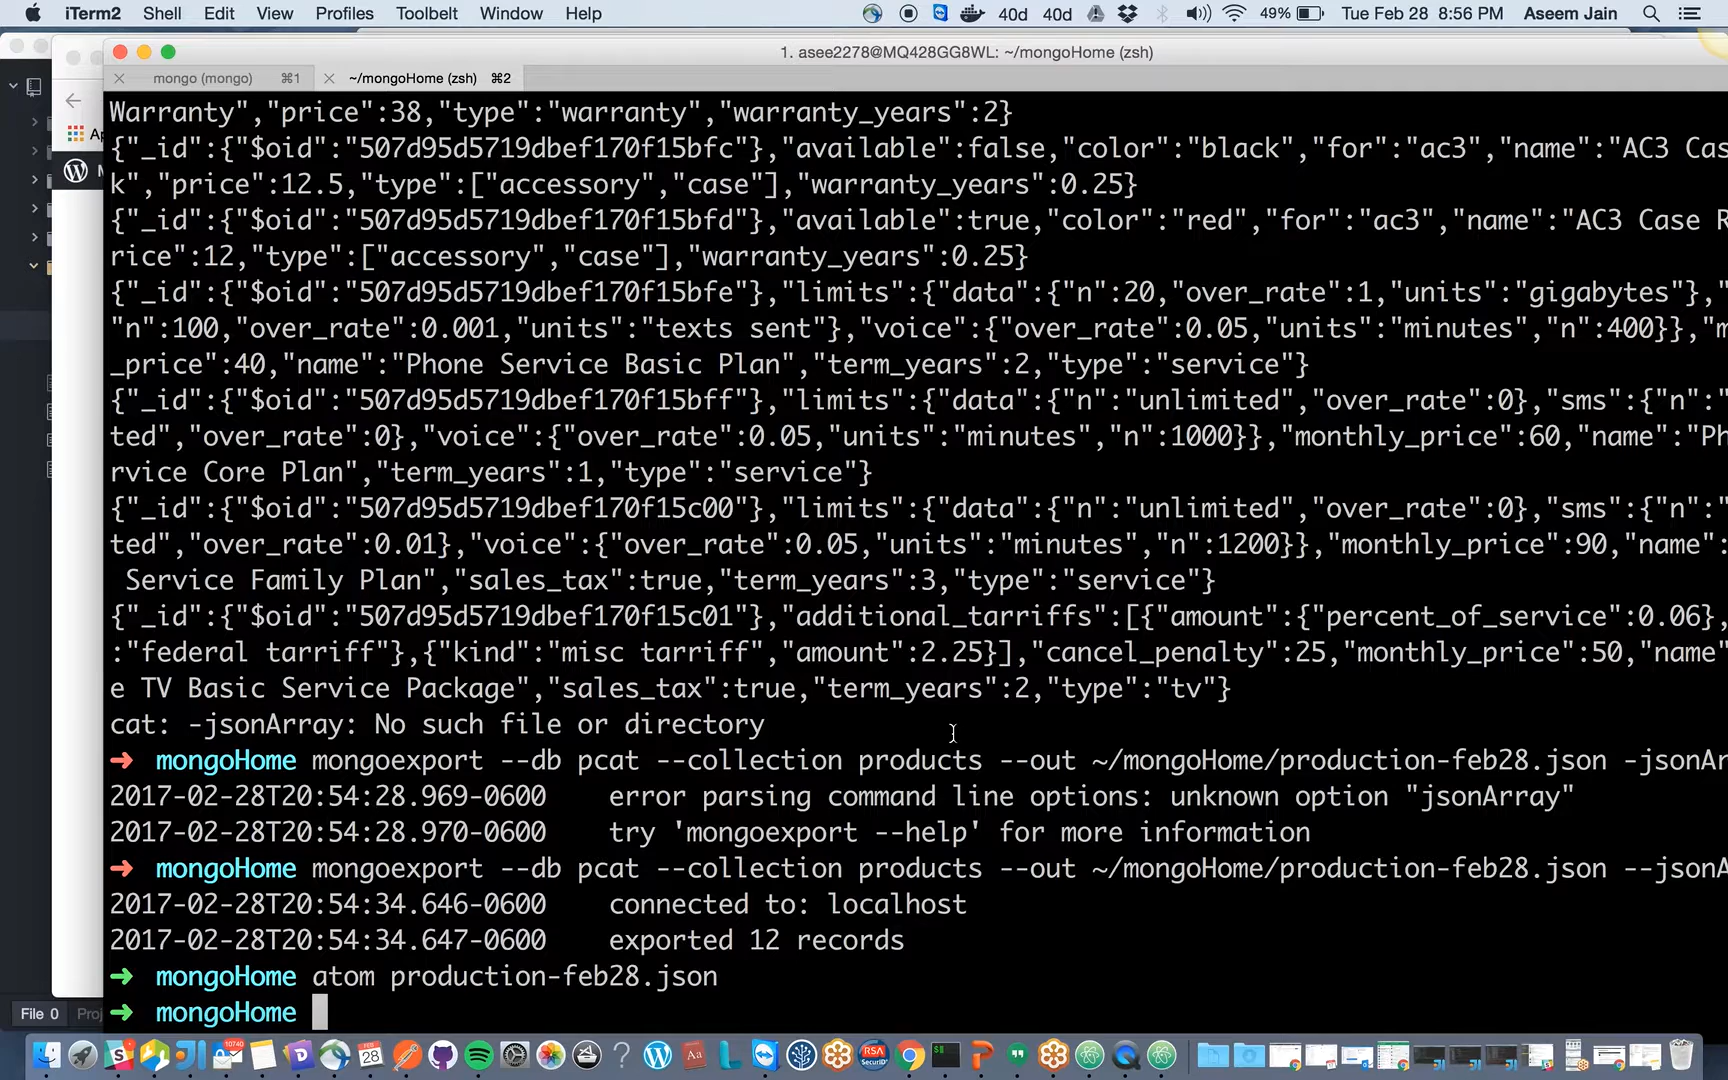 iTerm2 Shell Edit View Profiles Toolbelt Window Help 40d 40d 49% Tue Feb 28 8:56 PM Aseem Jain
1. asee2278@MQ428GG8WL: ~/mongoHome (zsh)
mongo (mongo) ⌘1 ~/mongoHome (zsh) ⌘2
Warranty","price":38,"type":"warranty","warranty_years":2}
{"_id":{"$oid":"507d95d5719dbef170f15bfc"},"available":false,"color":"black","for":"ac3","name":"AC3 Cas
k","price":12.5,"type":["accessory","case"],"warranty_years":0.25}
{"_id":{"$oid":"507d95d5719dbef170f15bfd"},"available":true,"color":"red","for":"ac3","name":"AC3 Case R
rice":12,"type":["accessory","case"],"warranty_years":0.25}
{"_id":{"$oid":"507d95d5719dbef170f15bfe"},"limits":{"data":{"n":20,"over_rate":1,"units":"gigabytes"},"
"n":100,"over_rate":0.001,"units":"texts sent"},"voice":{"over_rate":0.05,"units":"minutes","n":400}},"m
_price":40,"name":"Phone Service Basic Plan","term_years":2,"type":"service"}
{"_id":{"$oid":"507d95d5719dbef170f15bff"},"limits":{"data":{"n":"unlimited","over_rate":0},"sms":{"n":"
ted","over_rate":0},"voice":{"over_rate":0.05,"units":"minutes","n":1000}},"monthly_price":60,"name":"Ph
rvice Core Plan","term_years":1,"type":"service"}
{"_id":{"$oid":"507d95d5719dbef170f15c00"},"limits":{"data":{"n":"unlimited","over_rate":0},"sms":{"n":"
ted","over_rate":0.01},"voice":{"over_rate":0.05,"units":"minutes","n":1200}},"monthly_price":90,"name":
Service Family Plan","sales_tax":true,"term_years":3,"type":"service"}
{"_id":{"$oid":"507d95d5719dbef170f15c01"},"additional_tarriffs":[{"amount":{"percent_of_service":0.06},
:"federal tarriff"},{"kind":"misc tarriff","amount":2.25}],"cancel_penalty":25,"monthly_price":50,"name"
e TV Basic Service Package","sales_tax":true,"term_years":2,"type":"tv"}
cat: -jsonArray: No such file or directory
➜ mongoHome mongoexport --db pcat --collection products --out ~/mongoHome/production-feb28.json -jsonAr
2017-02-28T20:54:28.969-0600 error parsing command line options: unknown option "jsonArray"
2017-02-28T20:54:28.970-0600 try 'mongoexport --help' for more information
➜ mongoHome mongoexport --db pcat --collection products --out ~/mongoHome/production-feb28.json --jsonA
2017-02-28T20:54:34.646-0600 connected to: localhost
2017-02-28T20:54:34.647-0600 exported 12 records
➜ mongoHome atom production-feb28.json
➜ mongoHome
File 0 Proj